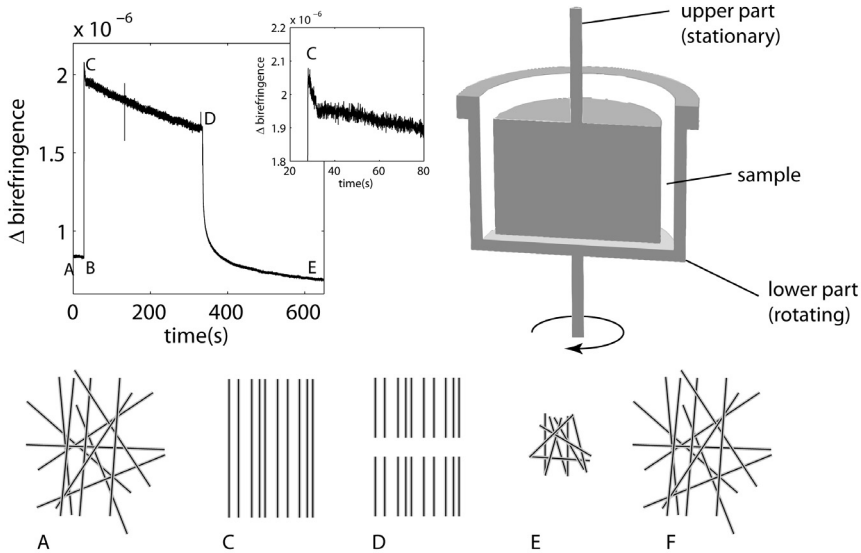 x 10 –6
2
1.5
1
Δ birefringence
C
D
A
B
E
0
200
400
600
time(s)
x 10 –6
2.2
2.1
2
1.9
1.8
Δ birefringence
C
20
40
60
80
time(s)
upper part
(stationary)
sample
lower part
(rotating)
A
C
D
E
F